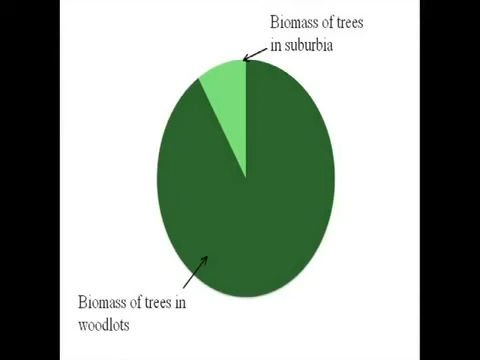 Biomass of trees
in suburbia
Biomass of trees in
woodlots